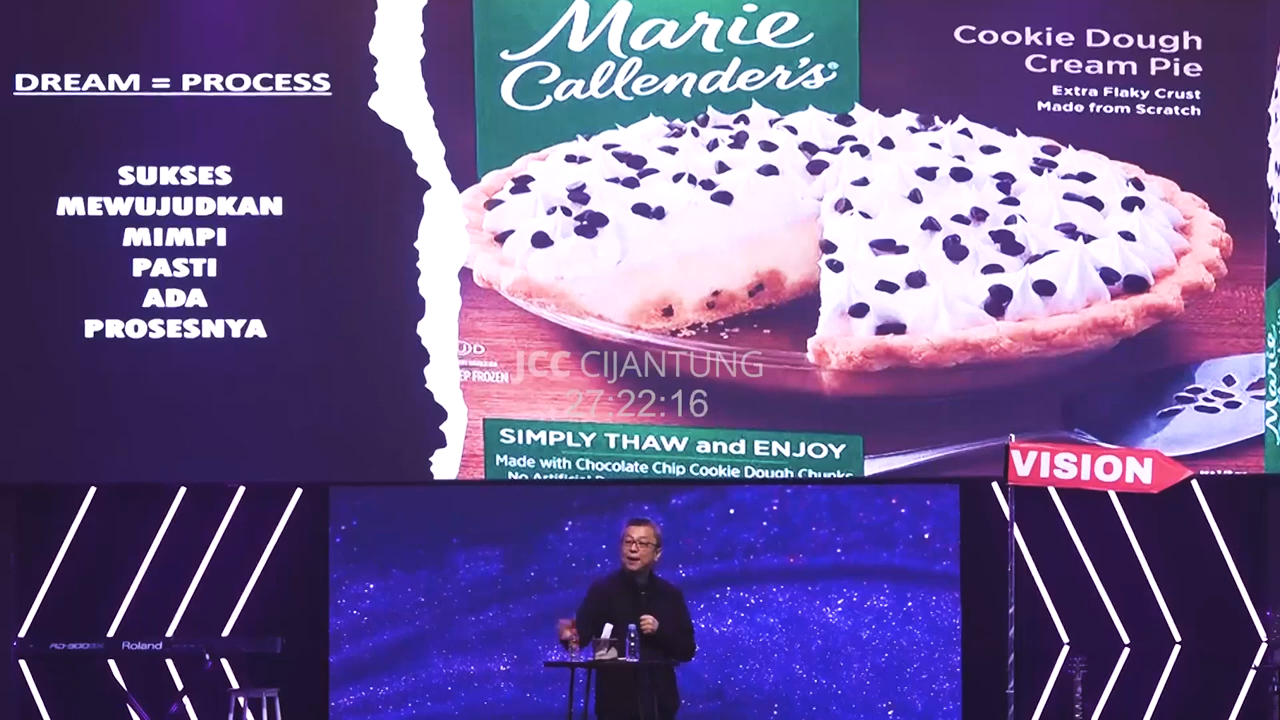 DREAM = PROCESS
SUKSES
MEWUJUDKAN
MIMPI
PASTI
ADA
PROSESNYA
Marie
Callender's
Cookie Dough
Cream Pie
Extra Flaky Crust
Made from Scratch
JCC CIJANTUNG
27:22:16
SIMPLY THAW and ENJOY
Made with Chocolate Chip Cookie Dough Chunks
VISION
Roland
Marie